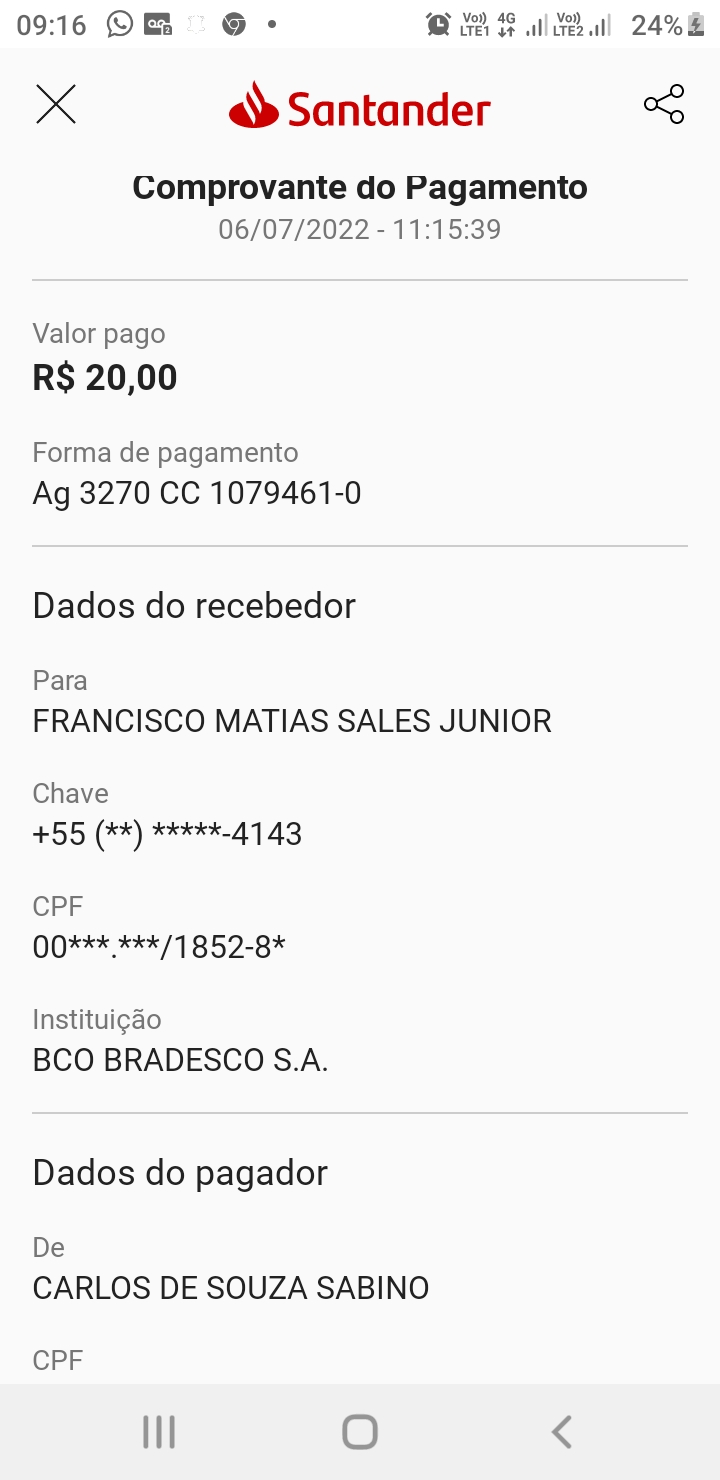 09:16 Vo)) LTE1 4G Vo)) LTE2 24%
Santander
Comprovante do Pagamento
06/07/2022 - 11:15:39
Valor pago
R$ 20,00
Forma de pagamento
Ag 3270 CC 1079461-0
Dados do recebedor
Para
FRANCISCO MATIAS SALES JUNIOR
Chave
+55 (**) *****-4143
CPF
00***.***/1852-8*
Instituição
BCO BRADESCO S.A.
Dados do pagador
De
CARLOS DE SOUZA SABINO
CPF